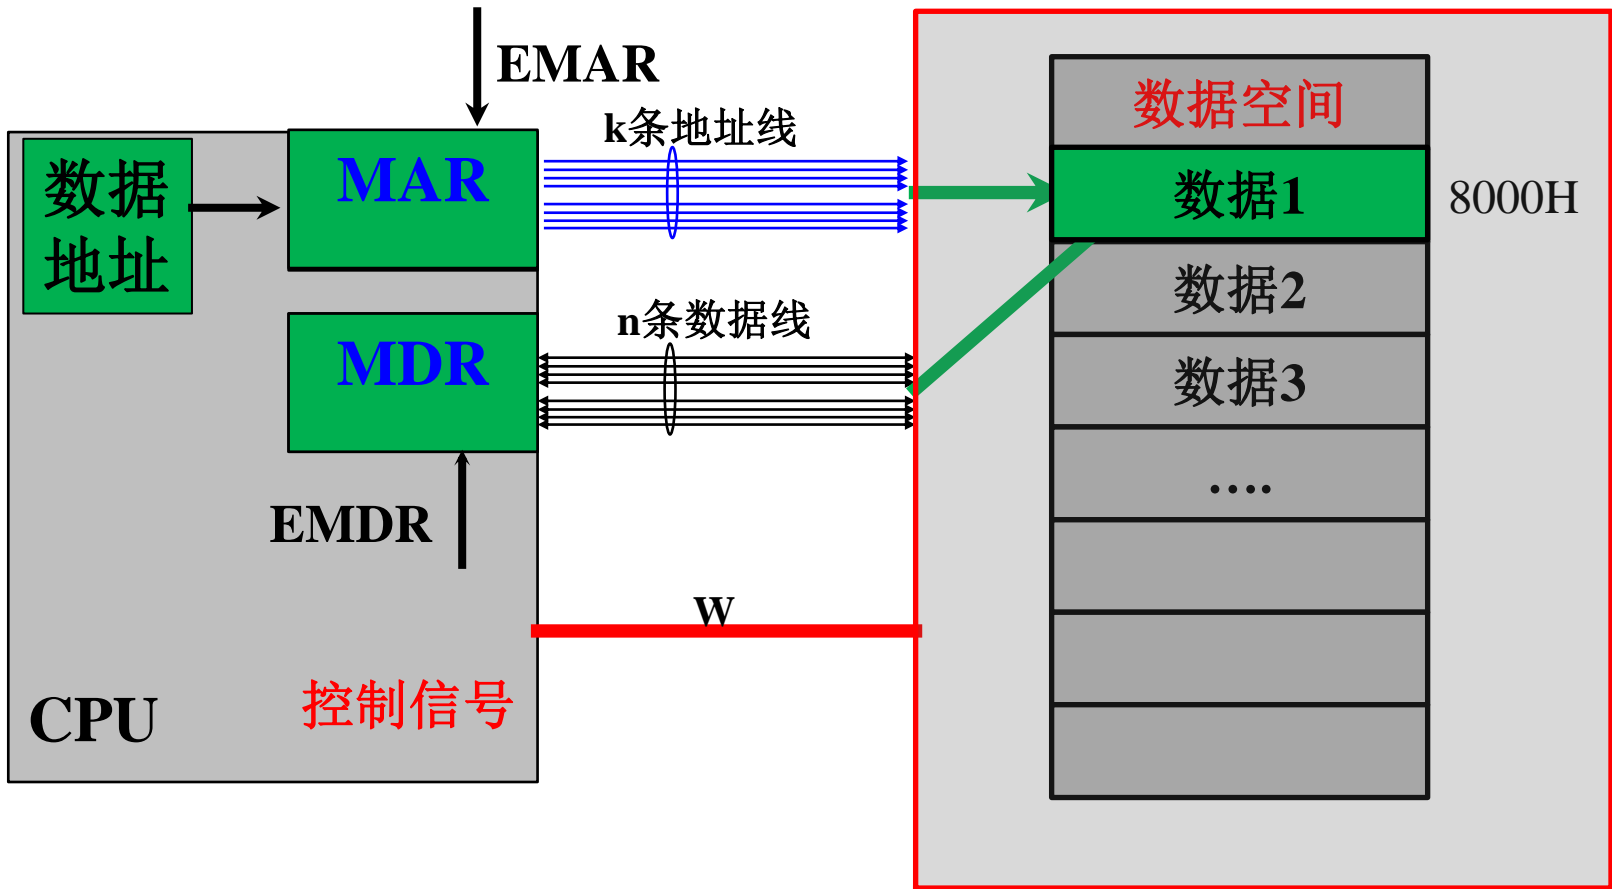 EMAR
k条地址线
数据空间
数据
地址
MAR
数据1
8000H
数据2
n条数据线
MDR
数据3
....
EMDR
W
控制信号
CPU